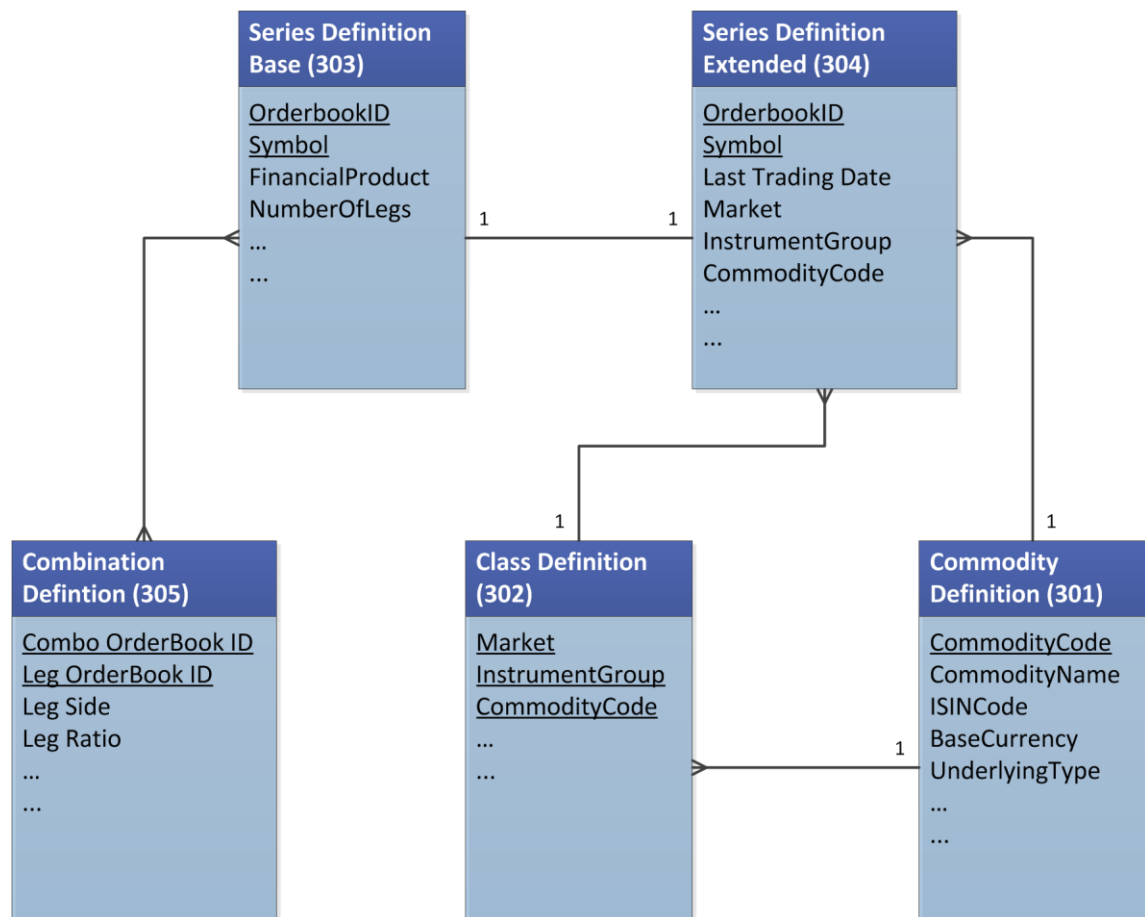 Series Definition
Base (303)
OrderbookID
Symbol
FinancialProduct
NumberOfLegs
...
...
Series Definition
Extended (304)
OrderbookID
Symbol
Last Trading Date
Market
InstrumentGroup
CommodityCode
...
...
1
1
1
1
Combination
Defintion (305)
Combo OrderBook ID
Leg OrderBook ID
Leg Side
Leg Ratio
...
...
Class Definition
(302)
Market
InstrumentGroup
CommodityCode
...
...
1
Commodity
Definition (301)
CommodityCode
CommodityName
ISINCode
BaseCurrency
UnderlyingType
...
...